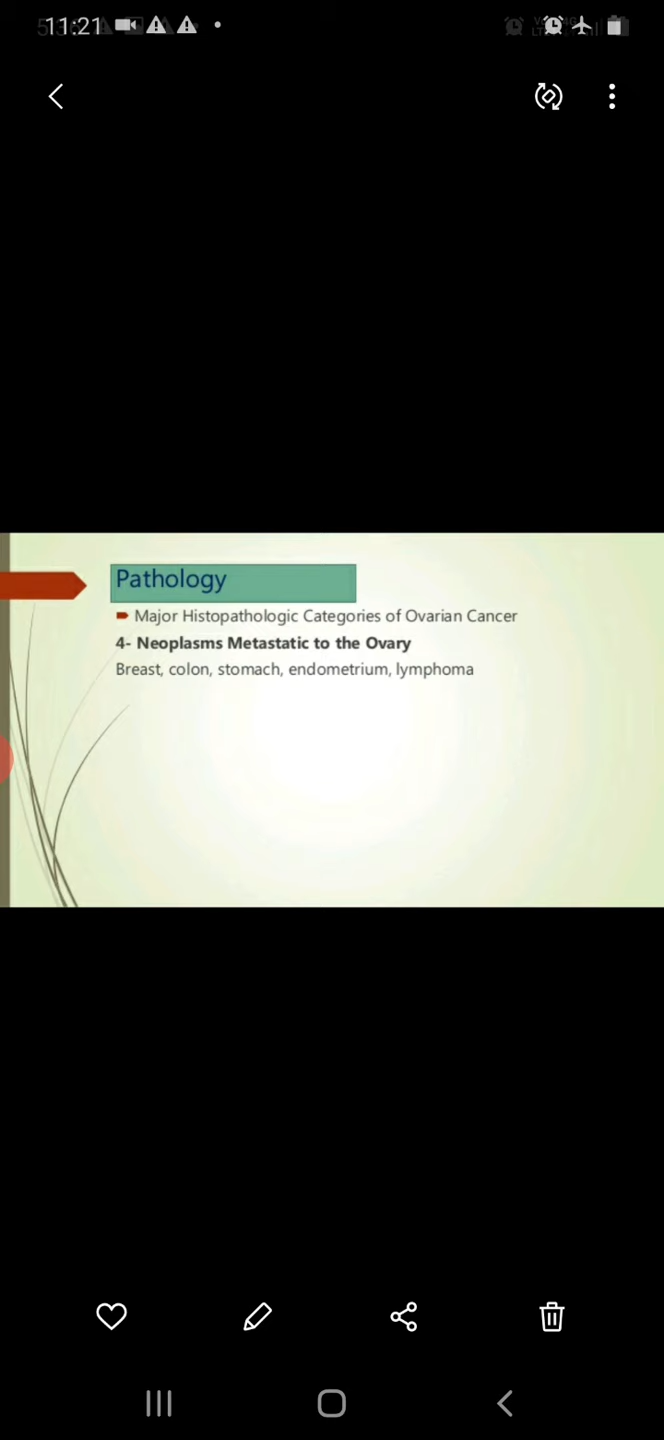 11:21
Pathology
Major Histopathologic Categories of Ovarian Cancer
4- Neoplasms Metastatic to the Ovary
Breast, colon, stomach, endometrium, lymphoma